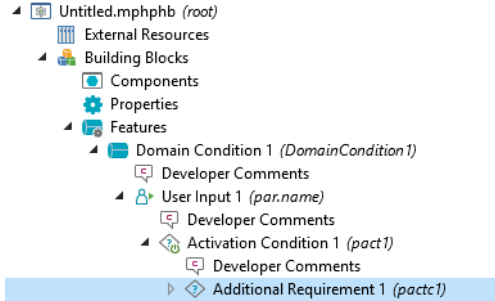 Untitled.mphphb (root)
External Resources
Building Blocks
Components
Properties
Features
Domain Condition 1 (DomainCondition1)
Developer Comments
User Input 1 (par.name)
Developer Comments
Activation Condition 1 (pact1)
Developer Comments
Additional Requirement 1 (pactc1)